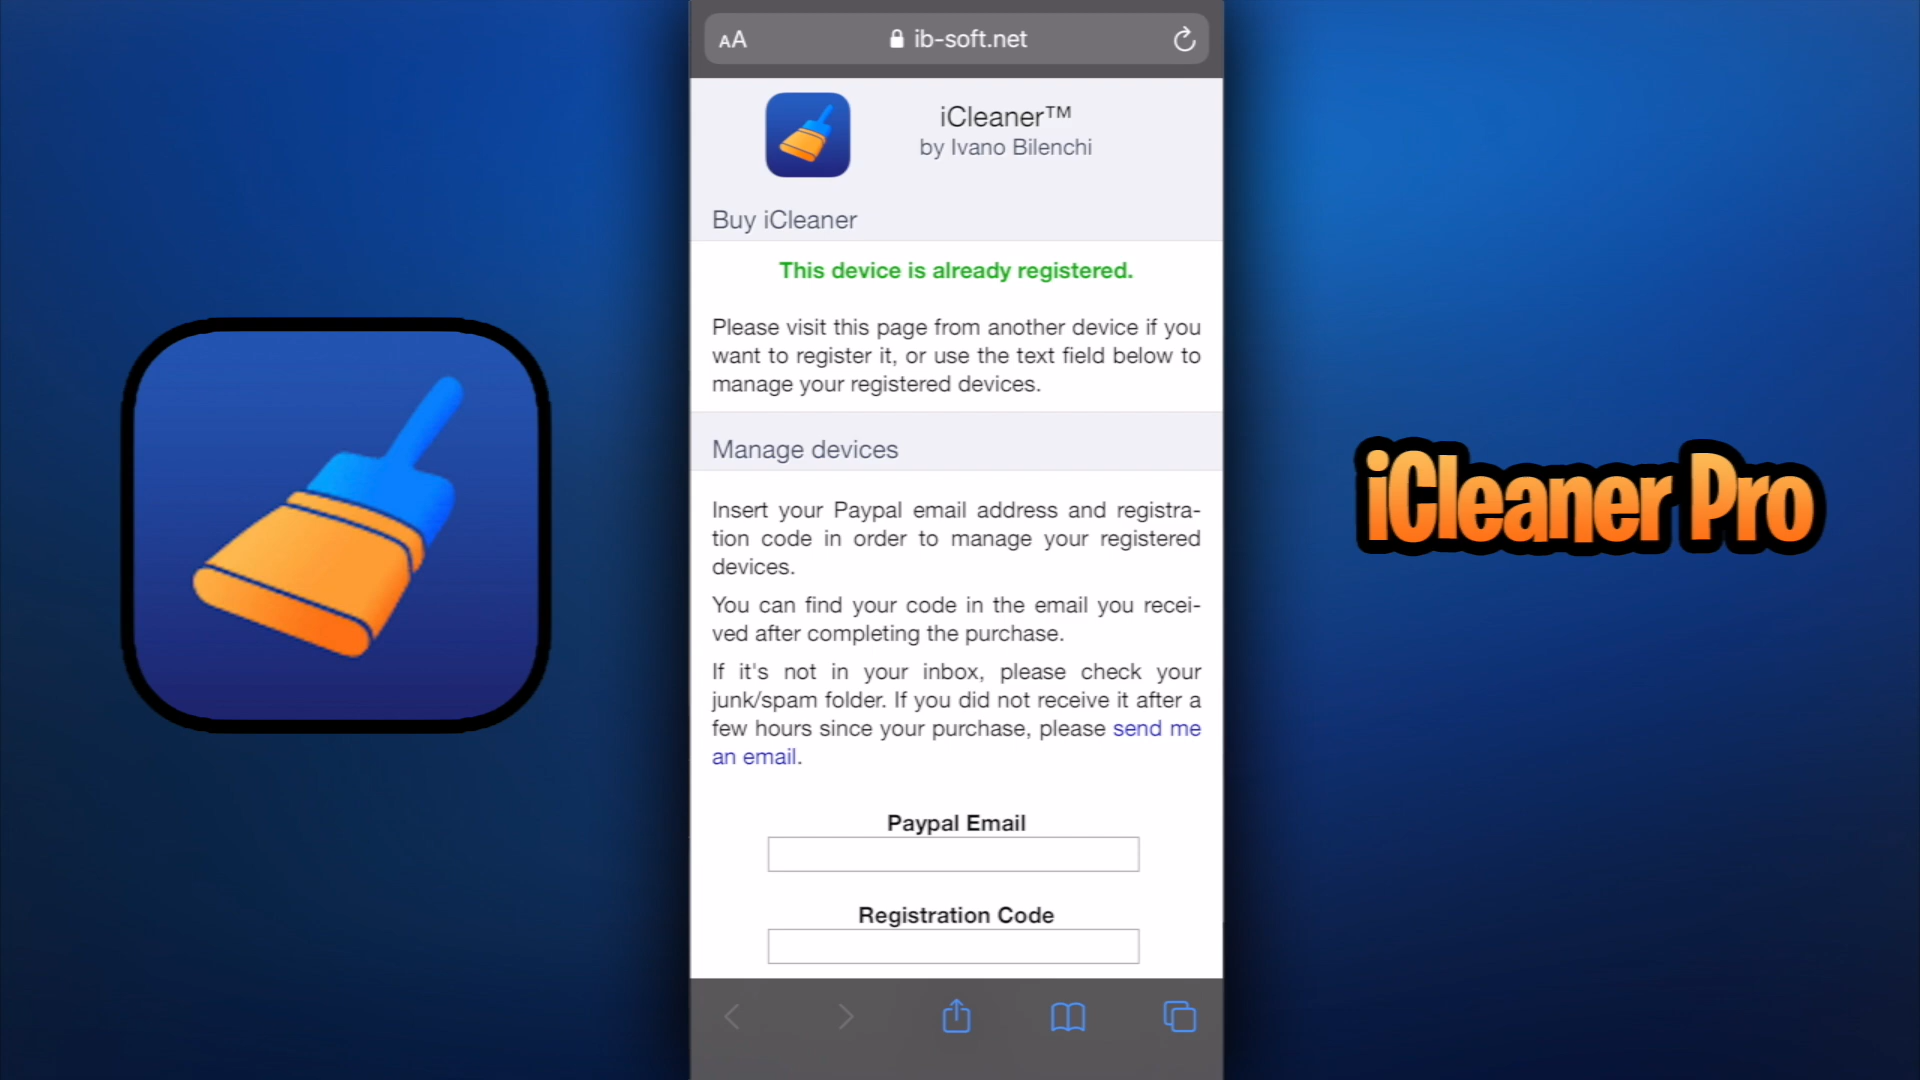 AA
ib-soft.net
iCleaner™
by Ivano Bilenchi
Buy iCleaner
This device is already registered.
Please visit this page from another device if you
want to register it, or use the text field below to
manage your registered devices.
Manage devices
Insert your Paypal email address and registra-
tion code in order to manage your registered
devices.
You can find your code in the email you recei-
ved after completing the purchase.
If it's not in your inbox, please check your
junk/spam folder. If you did not receive it after a
few hours since your purchase, please send me
an email.
Paypal Email
Registration Code
iCleaner Pro